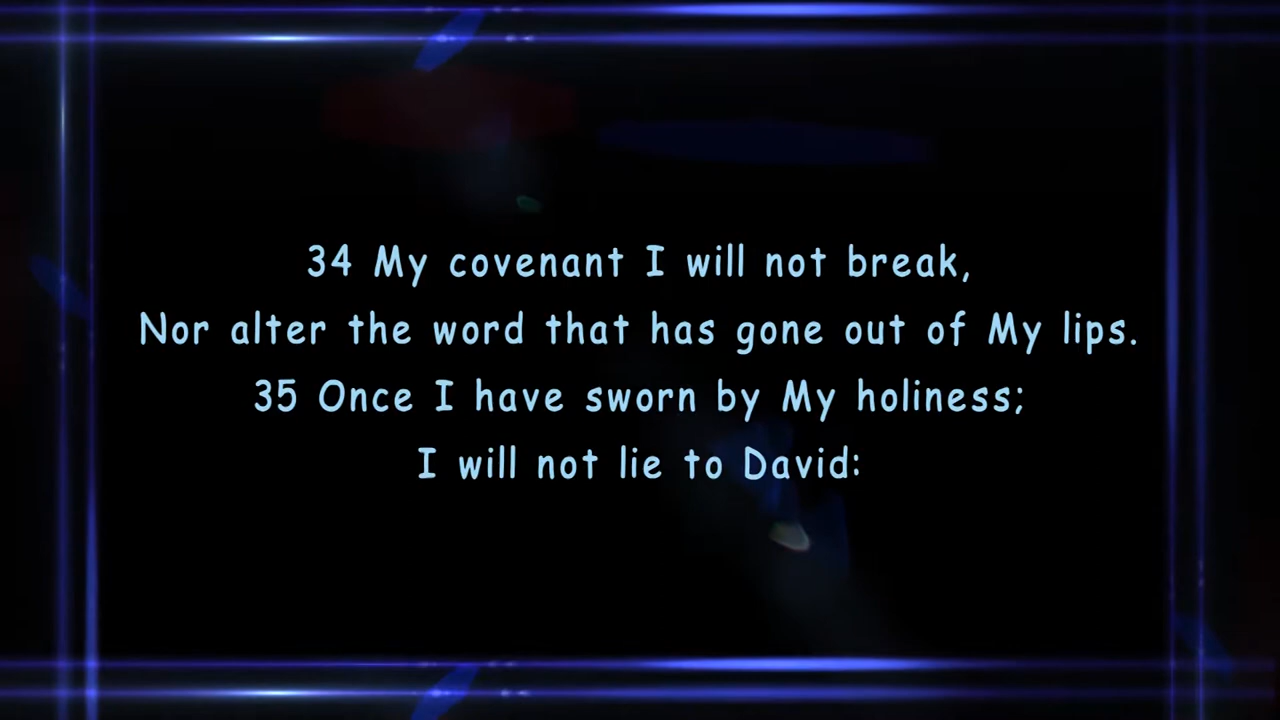 34 My covenant I will not break,
Nor alter the word that has gone out of My lips.
35 Once I have sworn by My holiness;
I will not lie to David: